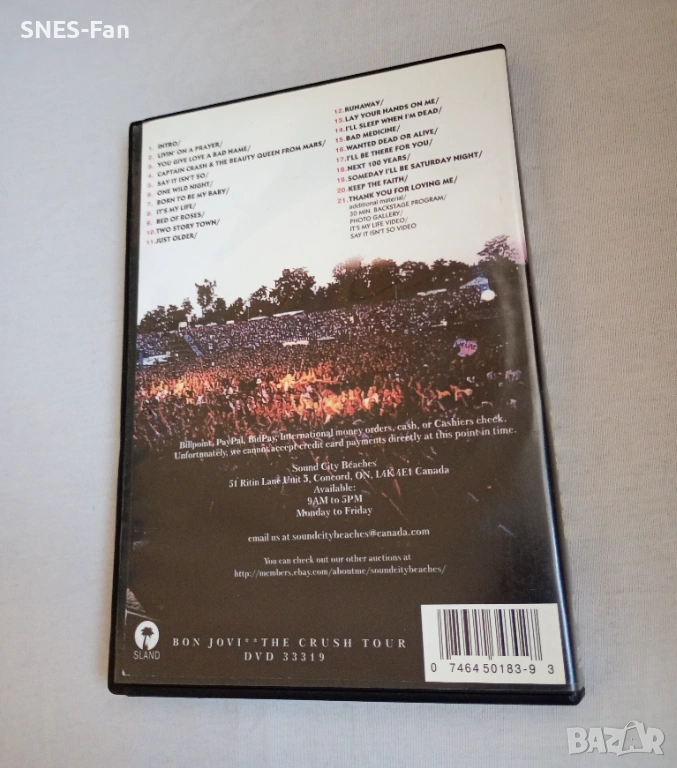 SNES-Fan
1. INTRO/
2. LIVIN' ON A PRAYER/
3. YOU GIVE LOVE A BAD NAME/
4. CAPTAIN CRASH & THE BEAUTY QUEEN FROM MARS/
5. SAY IT ISN'T SO/
6. ONE WILD NIGHT/
7. BORN TO BE MY BABY/
8. IT'S MY LIFE/
9. BED OF ROSES/
10. TWO STORY TOWN/
11. JUST OLDER/
12. RUNAWAY/
13. LAY YOUR HANDS ON ME/
14. I'LL SLEEP WHEN I'M DEAD/
15. BAD MEDICINE/
16. WANTED DEAD OR ALIVE/
17. I'LL BE THERE FOR YOU/
18. NEXT 100 YEARS/
19. SOMEDAY I'LL BE SATURDAY NIGHT/
20. KEEP THE FAITH/
21. THANK YOU FOR LOVING ME/
additional material/
30 MIN. BACKSTAGE PROGRAM/
PHOTO GALLERY/
IT'S MY LIFE VIDEO/
SAY IT ISN'T SO VIDEO
Billpoint, PayPal, BidPay, International money orders, cash, or Cashiers check.
Unfortunately, we cannot accept credit card payments directly at this point in time.
Sound City Beaches
51 Ritin Lane Unit 5, Concord, ON, L4K 4E1 Canada
Available:
9AM to 5PM
Monday to Friday
email us at soundcitybeaches@canada.com
You can check out our other auctions at
http://members.ebay.com/aboutme/soundcitybeaches/
SLAND
BON JOVI**THE CRUSH TOUR
DVD 33319
0 74645 0183-9 3
BAZAR